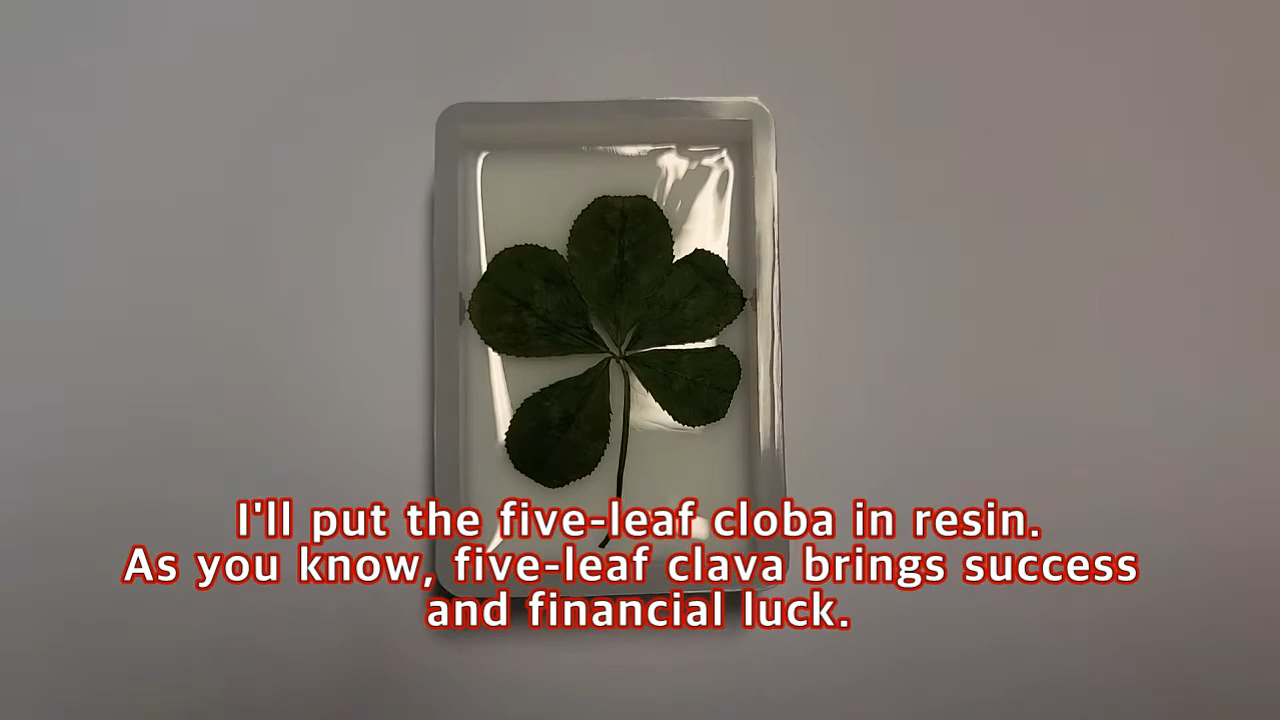 I'll put the five-leaf cloba in resin.
As you know, five-leaf clava brings success
and financial luck.